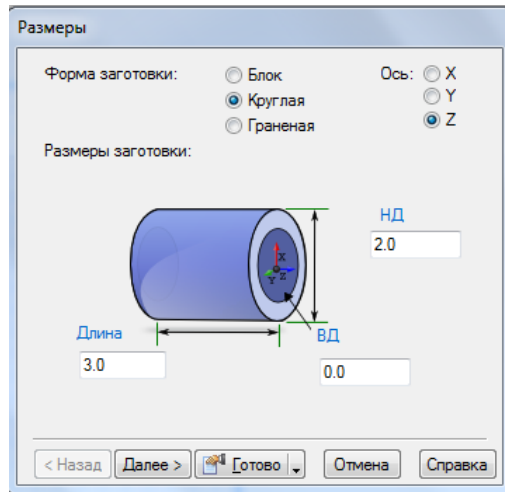 Размеры
Форма заготовки: Блок Ось: X
Круглая Y
Граненая Z
Размеры заготовки:
НД
2.0
X
Y Z
Длина ВД
3.0 0.0
< Назад Далее > Готово Отмена Справка